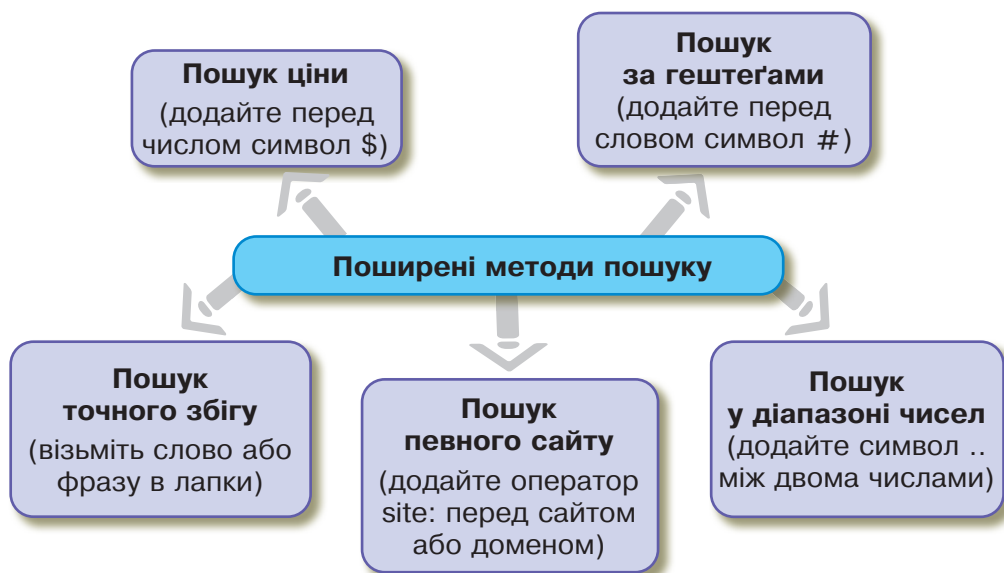 Пошук ціни
(додайте перед
числом символ $)
Пошук
за гештеґами
(додайте перед
словом символ #)
Поширені методи пошуку
Пошук
точного збігу
(візьміть слово або
фразу в лапки)
Пошук
певного сайту
(додайте оператор
site: перед сайтом
або доменом)
Пошук
у діапазоні чисел
(додайте символ ..
між двома числами)